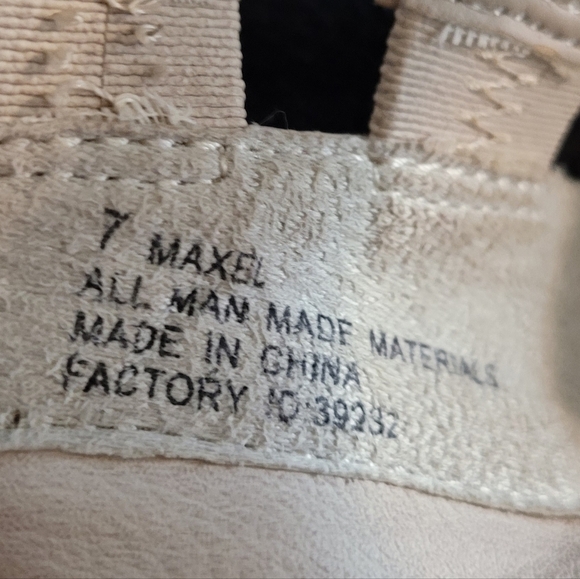 7 MAXEL
ALL MAN MADE MATERIALS
MADE IN CHINA
FACTORY ID 39232